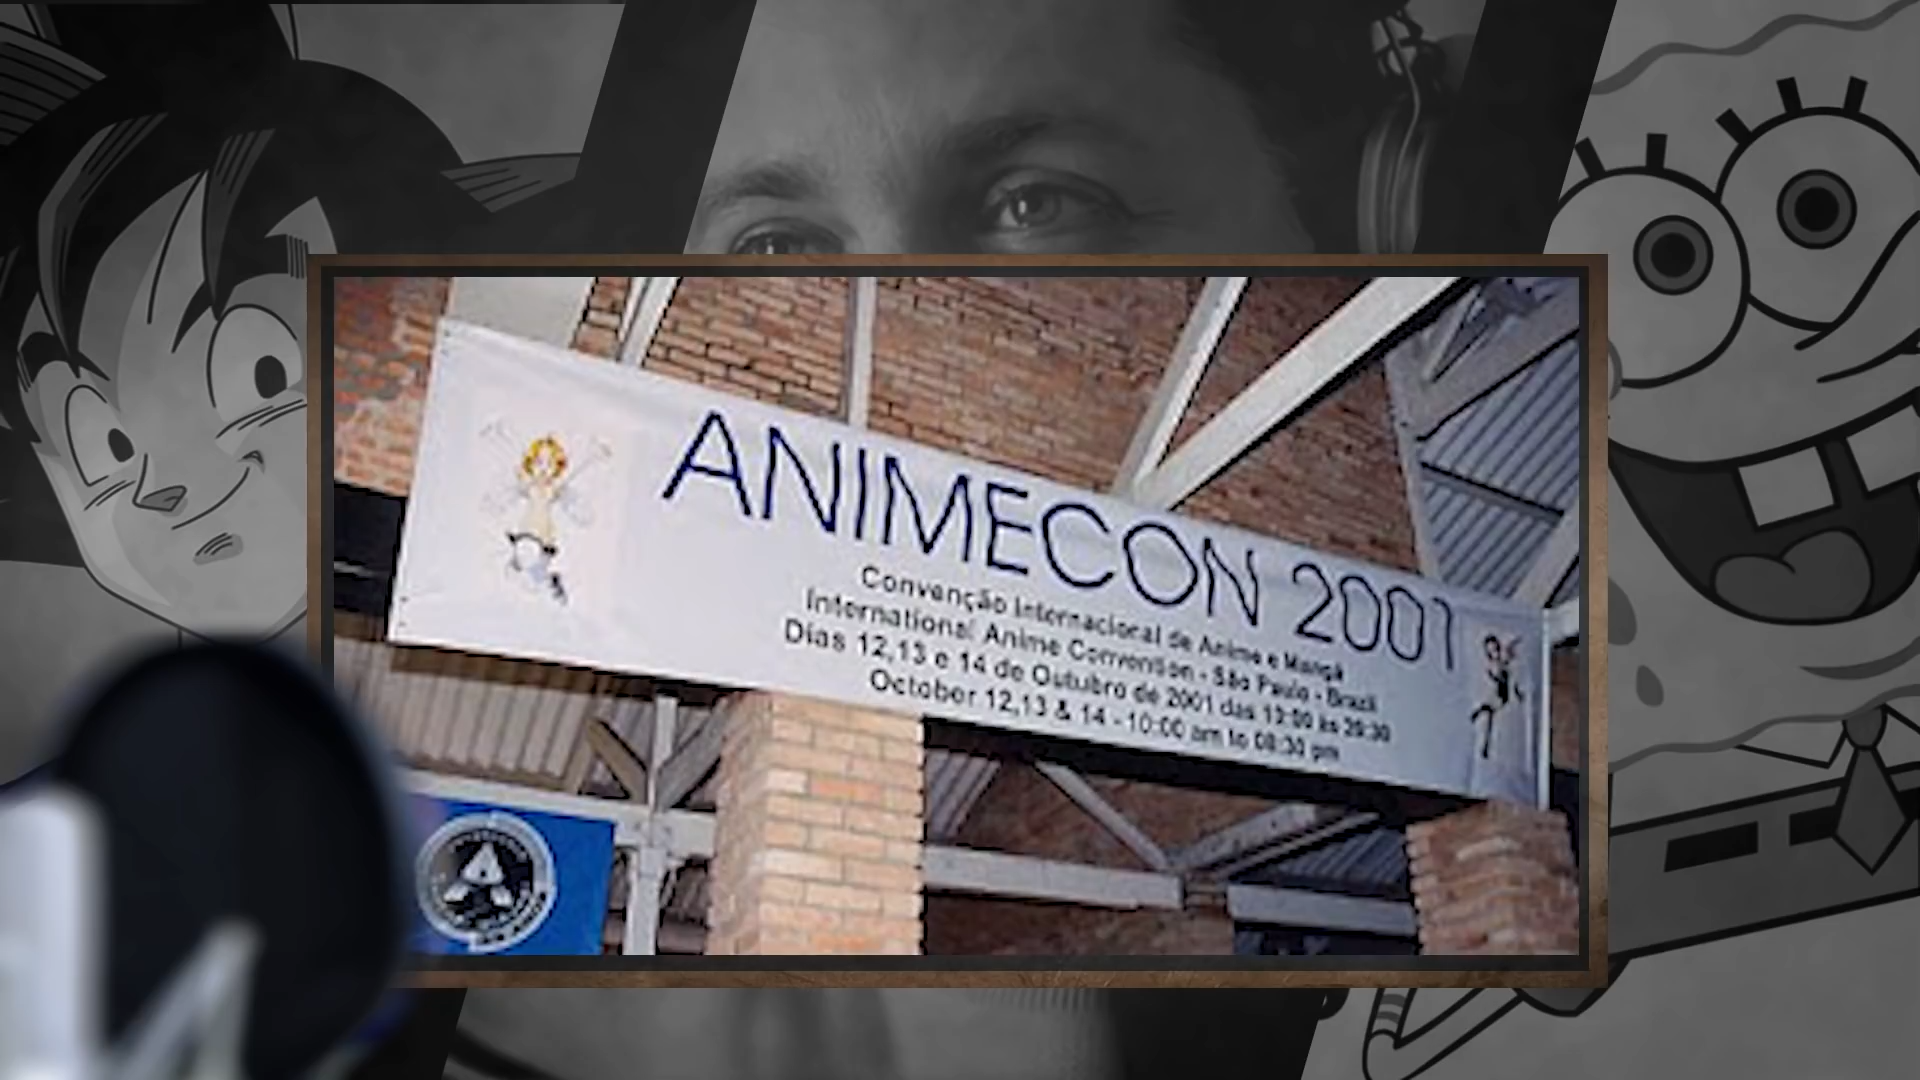 ANIMECON 2001
Convenção Internacional de Anime e Mangá
International Anime Convention - São Paulo - Brazil
Dias 12,13 e 14 de Outubro de 2001 das 10:00 às 20:30
October 12,13 & 14 - 10:00 am to 08:30 pm